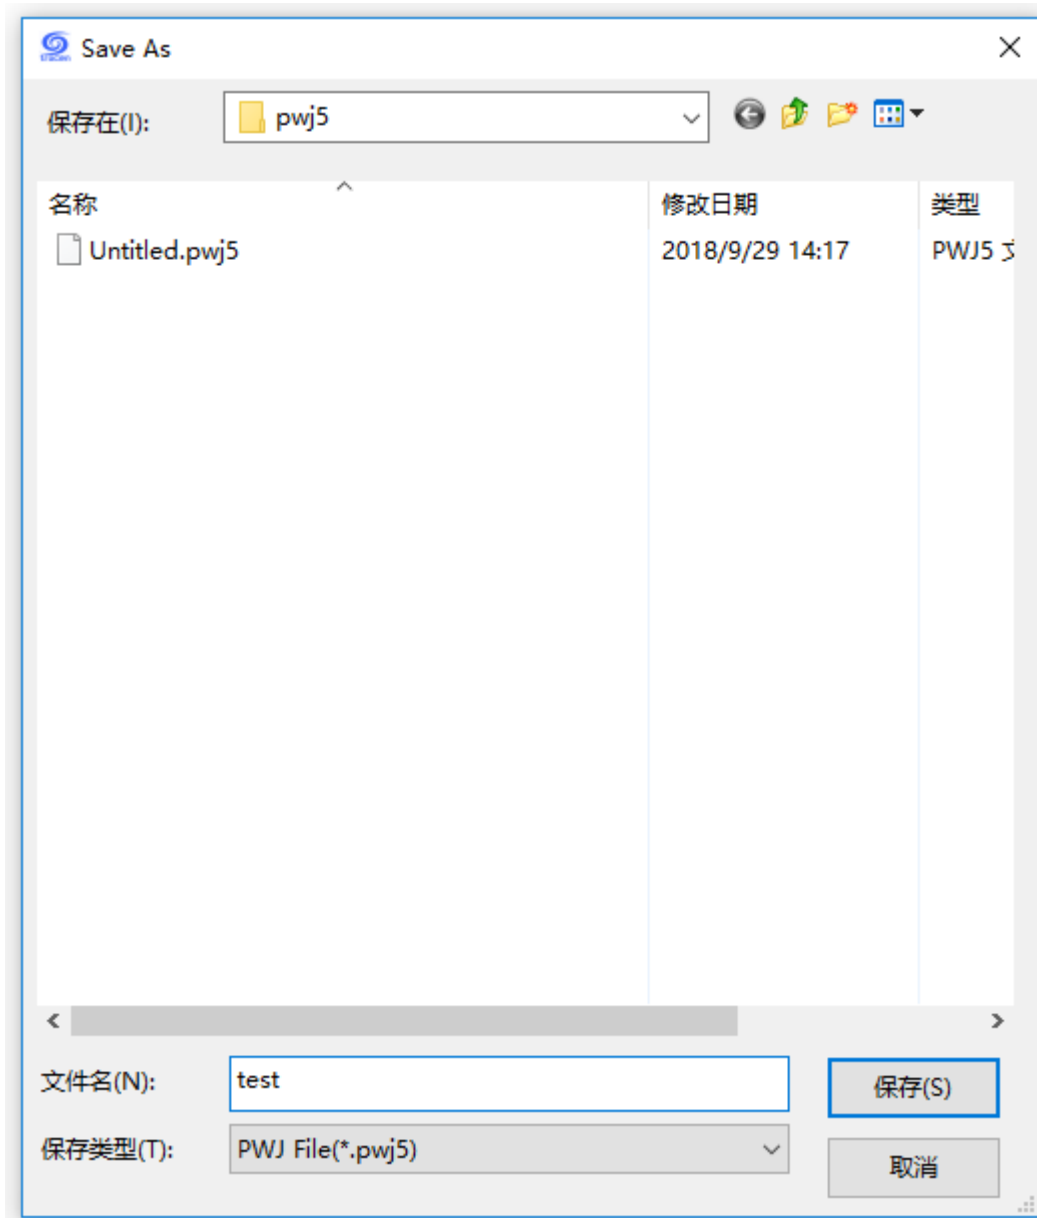 Save As
保存在(I): pwj5
名称 修改日期 类型
Untitled.pwj5 2018/9/29 14:17 PWJ5
文件名(N): test 保存(S)
保存类型(T): PWJ File(*.pwj5)
取消